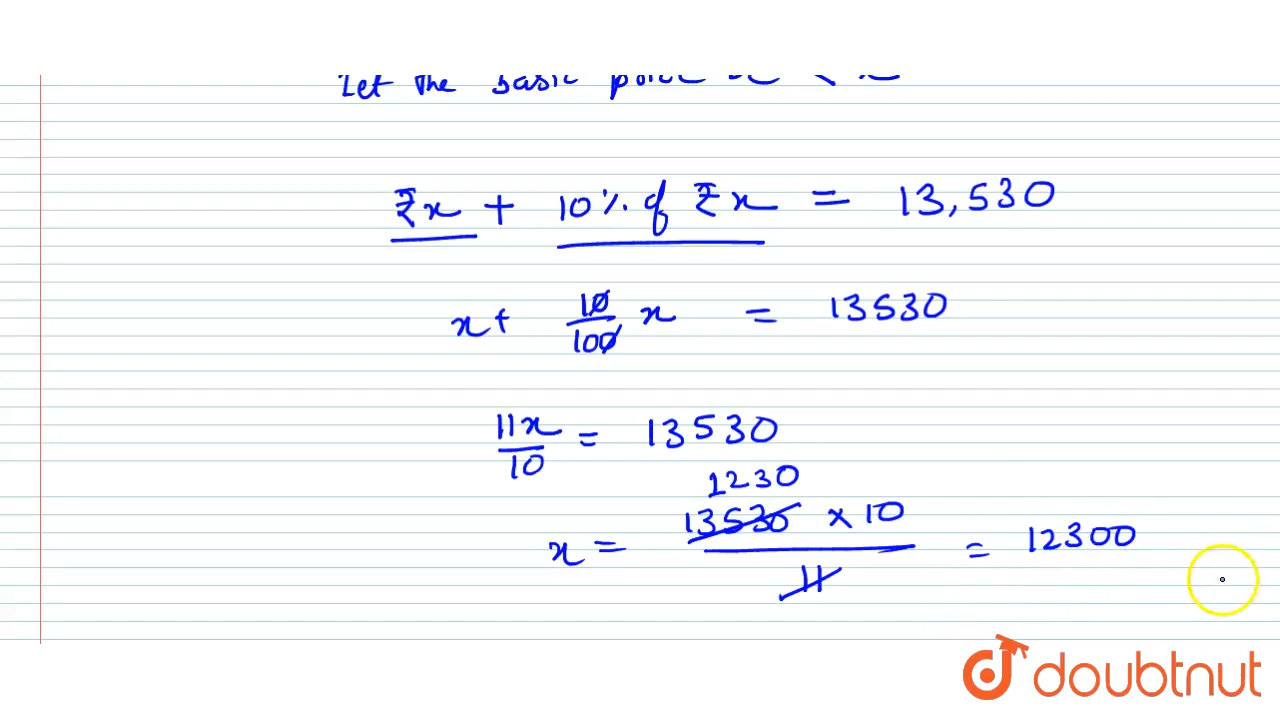 Let the basic price be ₹ x
₹x + 10% of ₹x = 13,530
x + 10/100 x = 13530
11x/10 = 13530
1230
x = 13530 × 10 / 11 = 12300
doubtnut